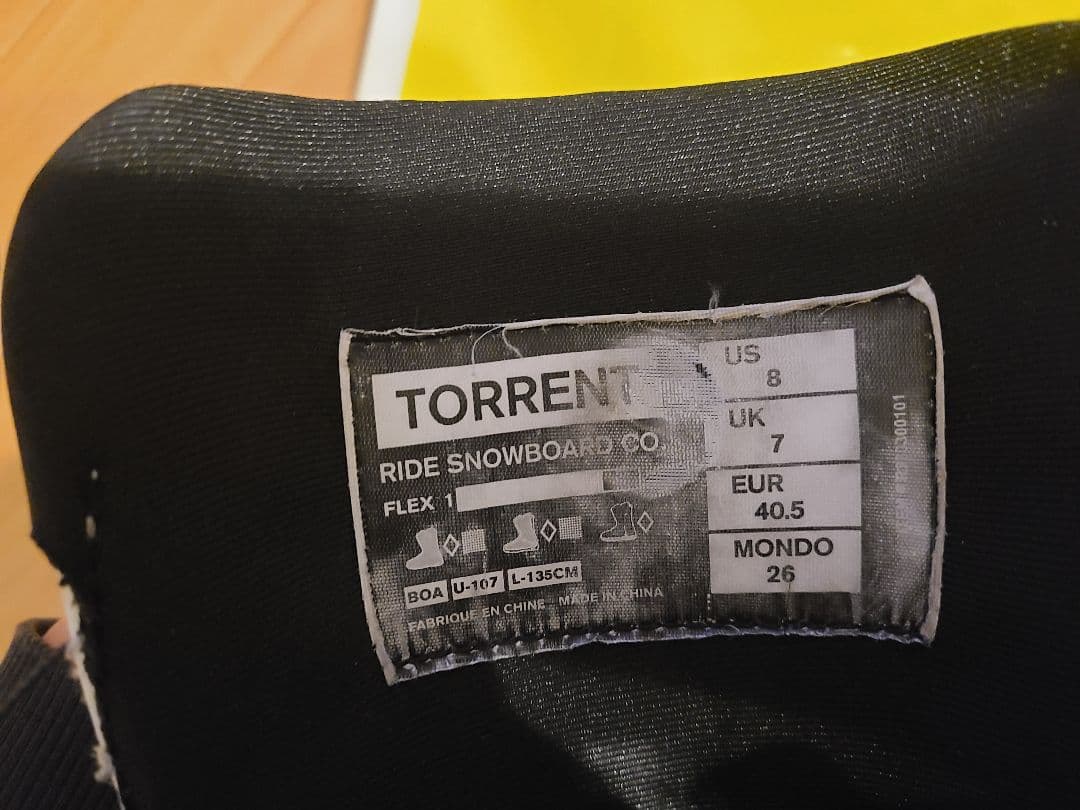 TORRENT
RIDE SNOWBOARD CO.
FLEX 1
BOA U-107 L-135CM
FABRIQUE EN CHINE - MADE IN CHINA
US
8
UK
7
EUR
40.5
MONDO
26